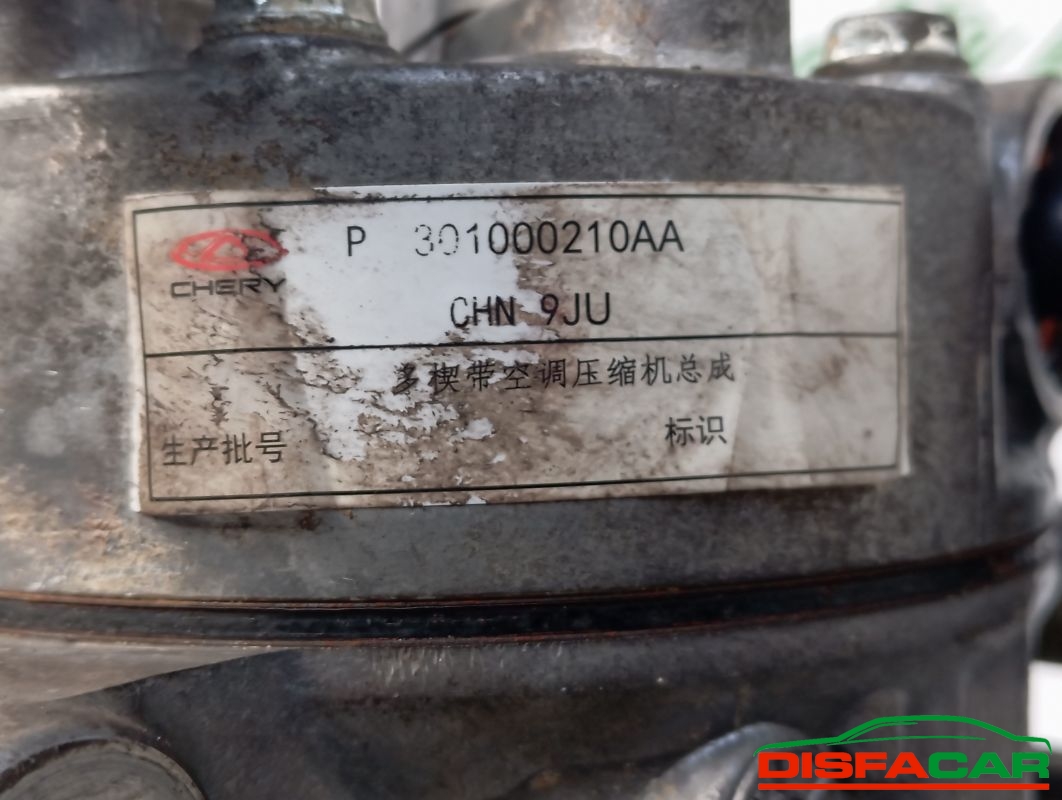 CHERY
P 301000210AA
CHN 9JU
多楔带空调压缩机总成
生产批号
标识
DISFACAR